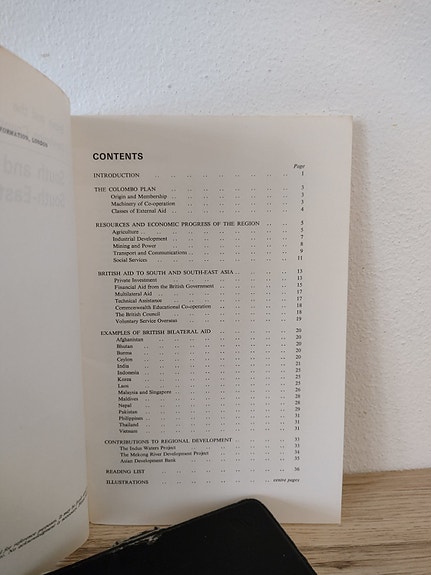 FORMATION, LONDON
CONTENTS
Page
INTRODUCTION 1
THE COLOMBO PLAN 3
Origin and Membership 3
Machinery of Co-operation 3
Classes of External Aid 4
RESOURCES AND ECONOMIC PROGRESS OF THE REGION 5
Agriculture 5
Industrial Development 7
Mining and Power 8
Transport and Communications 9
Social Services 11
BRITISH AID TO SOUTH AND SOUTH-EAST ASIA 13
Private Investment 13
Financial Aid from the British Government 15
Multilateral Aid 17
Technical Assistance 17
Commonwealth Educational Co-operation 18
The British Council 18
Voluntary Service Overseas 19
EXAMPLES OF BRITISH BILATERAL AID 20
Afghanistan 20
Bhutan 20
Burma 20
Ceylon 20
India 21
Indonesia 25
Korea 25
Laos 25
Malaysia and Singapore 26
Maldives 28
Nepal 28
Pakistan 29
Philippines 31
Thailand 31
Vietnam 31
CONTRIBUTIONS TO REGIONAL DEVELOPMENT 33
The Indus Waters Project 33
The Mekong River Development Project 34
Asian Development Bank 35
READING LIST 36
ILLUSTRATIONS centre pages